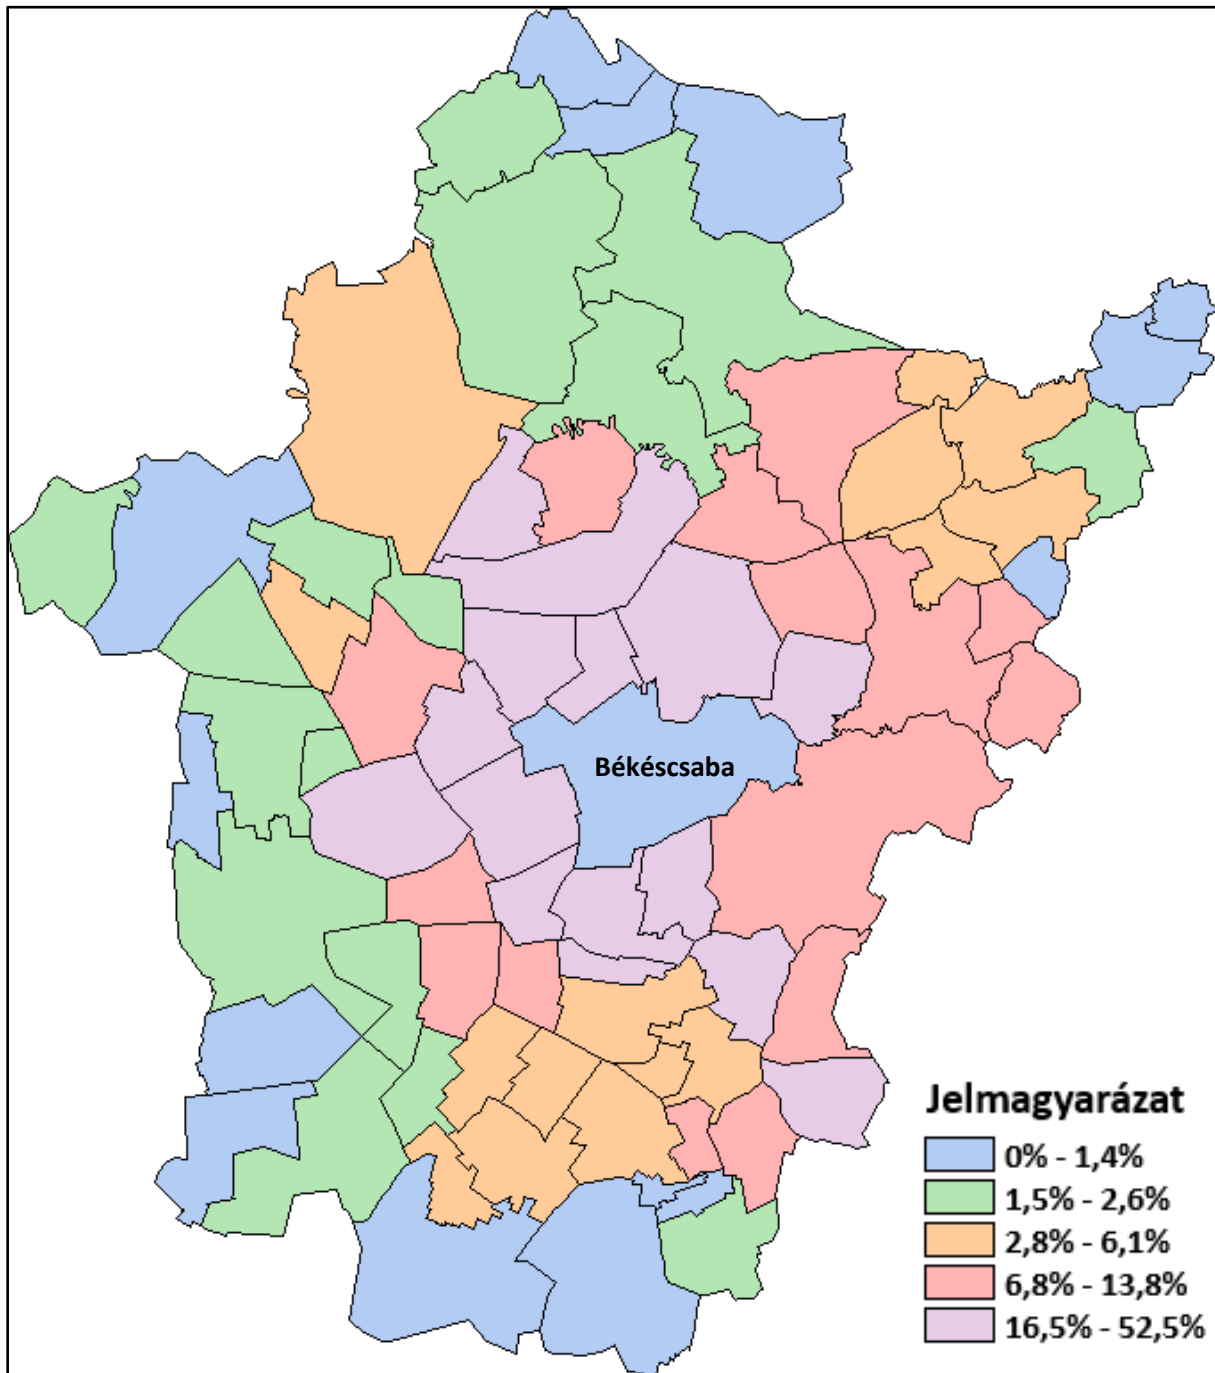 Békéscsaba
Jelmagyarázat
0% - 1,4%
1,5% - 2,6%
2,8% - 6,1%
6,8% - 13,8%
16,5% - 52,5%